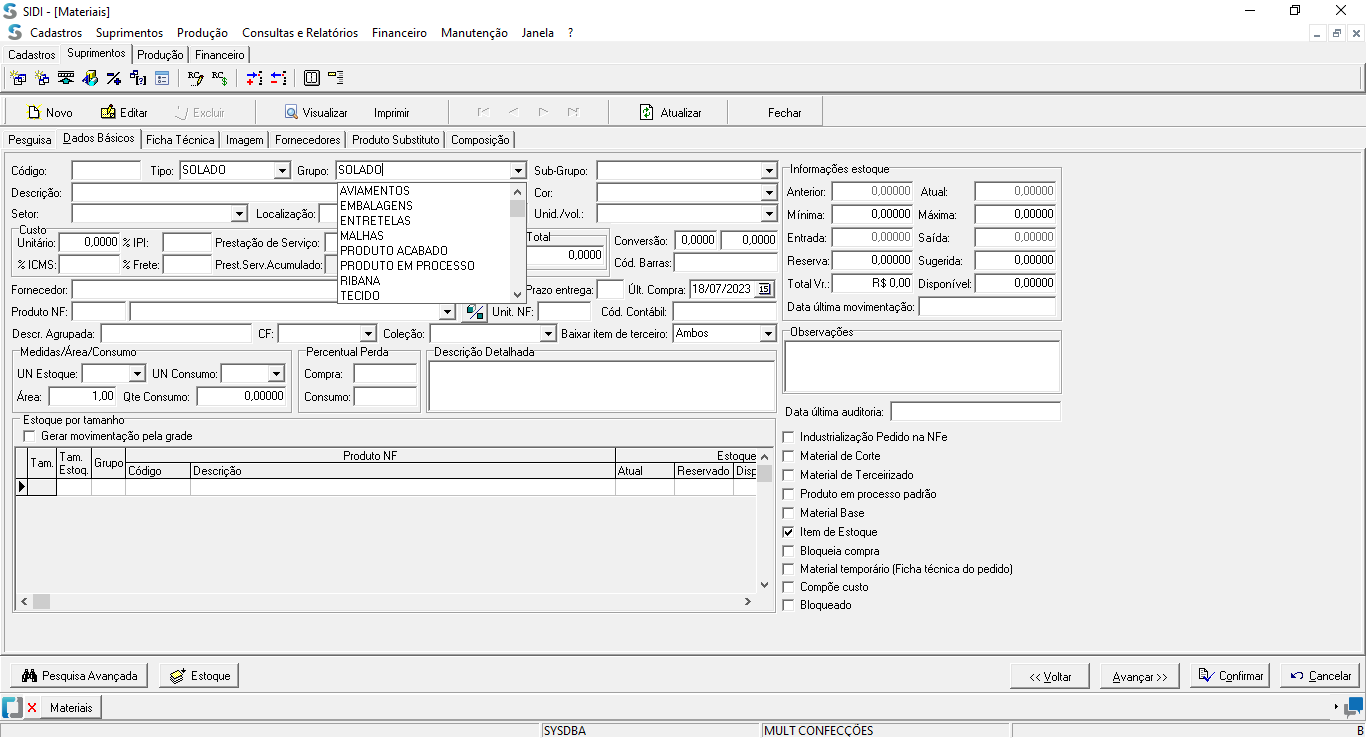 SIDI - [Materiais]
Cadastros Suprimentos Produção Consultas e Relatórios Financeiro Manutenção Janela ?
Cadastros Suprimentos Produção Financeiro
Novo Editar Excluir Visualizar Imprimir Atualizar Fechar
Pesquisa Dados Básicos Ficha Técnica Imagem Fornecedores Produto Substituto Composição
Código: Tipo: SOLADO Grupo: SOLADO Sub-Grupo:
Descrição: Cor:
Setor: Localização: Unid./vol.:
AVIAMENTOS
EMBALAGENS
ENTRETELAS
MALHAS
PRODUTO ACABADO
PRODUTO EM PROCESSO
RIBANA
TECIDO
Custo Total
Unitário: 0,0000 % IPI: Prestação de Serviço: 0,0000 Conversão: 0,0000 0,0000
% ICMS: % Frete: Prest.Serv.Acumulado: Cód. Barras:
Fornecedor: Prazo entrega: Últ. Compra: 18/07/2023 15
Produto NF: Unit. NF: Cód. Contábil:
Descr. Agrupada: CF: Coleção: Baixar item de terceiro: Ambos
Medidas/Área/Consumo Percentual Perda Descrição Detalhada
UN Estoque: UN Consumo: Compra:
Área: 1,00 Qte Consumo: 0,00000 Consumo:
Estoque por tamanho
Gerar movimentação pela grade
Tam. Tam. Estoq. Grupo Produto NF Estoque
Código Descrição Atual Reservado Disp
Informações estoque
Anterior: 0,00000 Atual: 0,00000
Mínima: 0,00000 Máxima: 0,00000
Entrada: 0,00000 Saída: 0,00000
Reserva: 0,00000 Sugerida: 0,00000
Total Vr.: R$ 0,00 Disponível: 0,00000
Data última movimentação:
Observações
Data última auditoria:
Industrialização Pedido na NFe
Material de Corte
Material de Terceirizado
Produto em processo padrão
Material Base
Item de Estoque
Bloqueia compra
Material temporário (Ficha técnica do pedido)
Compõe custo
Bloqueado
Pesquisa Avançada Estoque << Voltar Avançar >> Confirmar Cancelar
Materiais
SYSDBA MULT CONFECÇÕES B